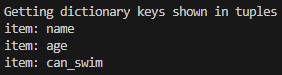 Getting dictionary keys shown in tuples
item: name
item: age
item: can_swim